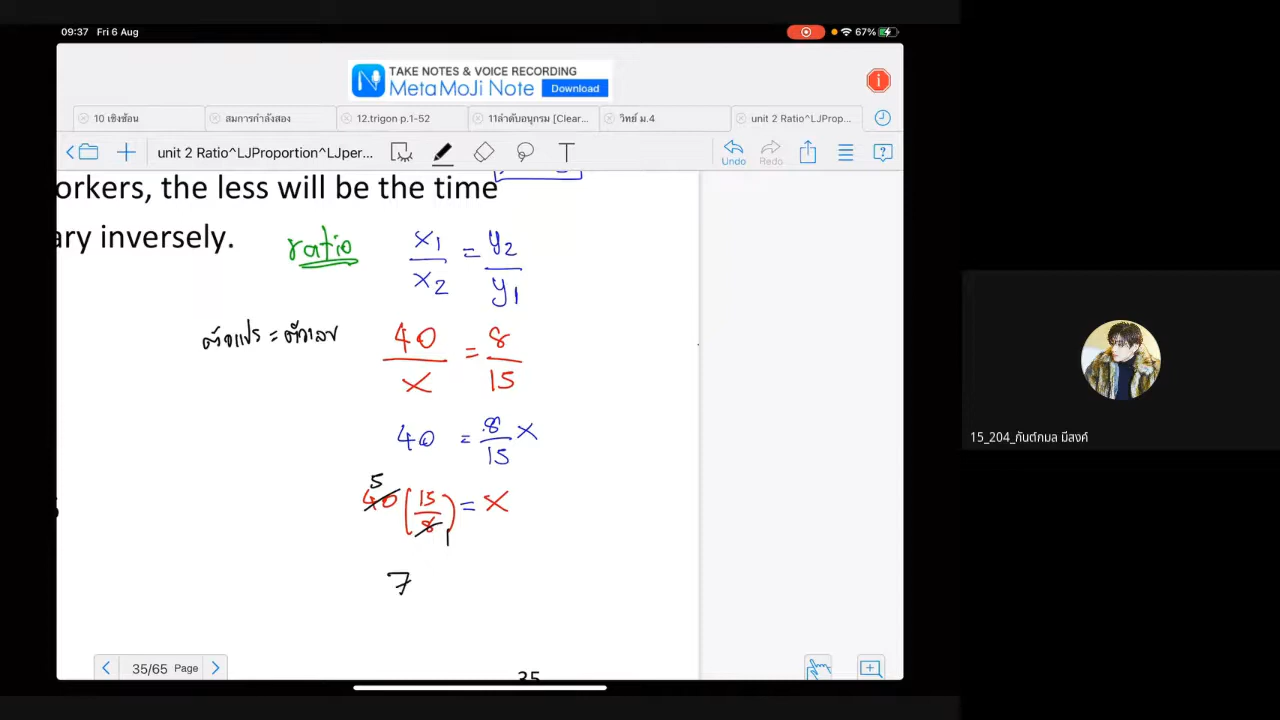 09:37 Fri 6 Aug
67%
TAKE NOTES & VOICE RECORDING
MetaMoJi Note
Download
10 เชิงซ้อน
สมการกำลังสอง
12.trigon p.1-52
11ลำดับอนุกรม [Clear...
วิทย์ ม.4
unit 2 Ratio^LJProp...
unit 2 Ratio^LJProportion^LJper...
T
Undo
Redo
orkers, the less will be the time
ary inversely.
ratio
x1/x2 = y2/y1
ตัวแปร = ตัวเลข
40/x = 8/15
40 = 8/15 x
5
40 (15/8) = x
1
7
35/65 Page
35
15_204_กันต์กมล มีสงค์